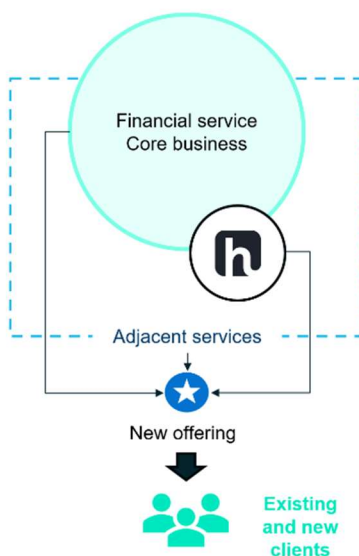 Financial service
Core business
h
Adjacent services
New offering
Existing
and new
clients